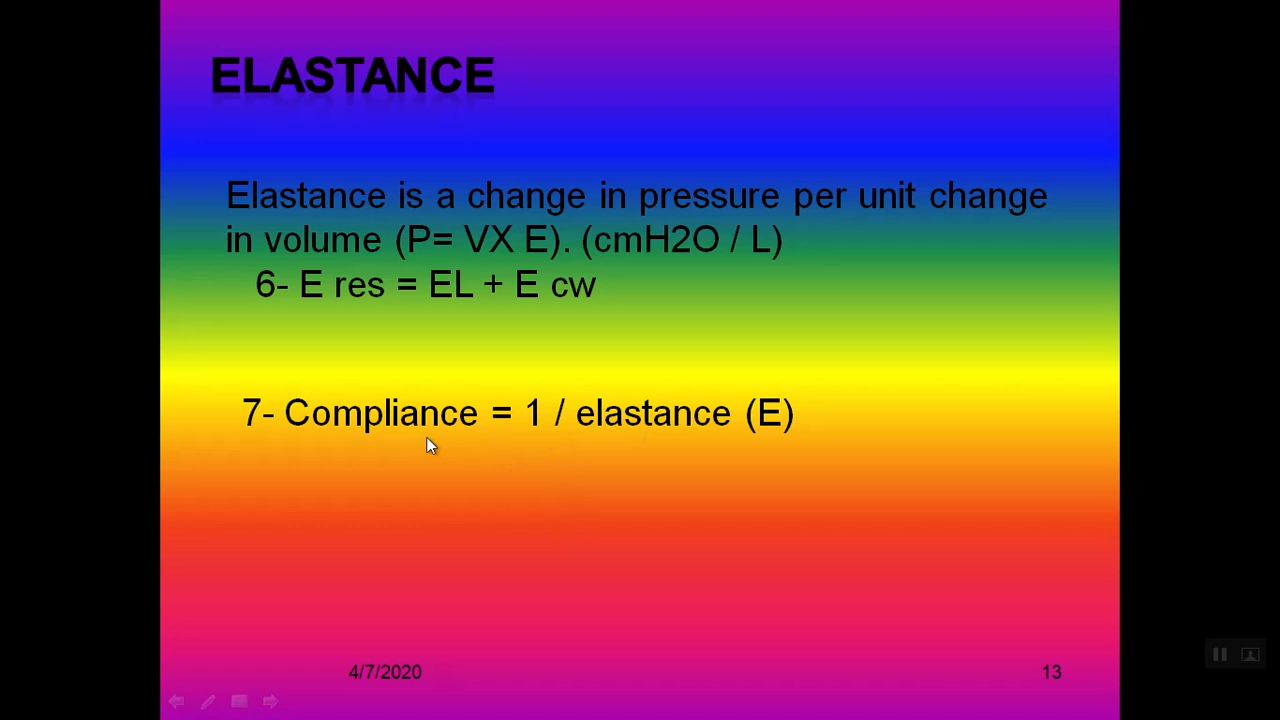 ELASTANCE
Elastance is a change in pressure per unit change
in volume (P= VX E). (cmH2O / L)
6- E res = EL + E cw
7- Compliance = 1 / elastance (E)
4/7/2020
13